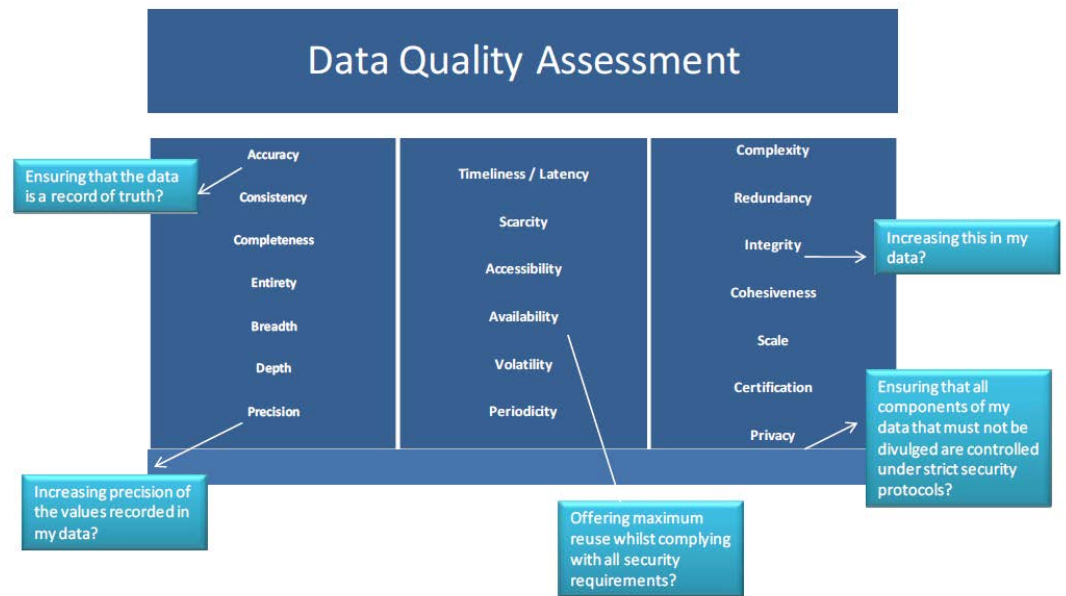 Data Quality Assessment
Accuracy
Consistency
Completeness
Entirety
Breadth
Depth
Precision
Timeliness / Latency
Scarcity
Accessibility
Availability
Volatility
Periodicity
Complexity
Redundancy
Integrity
Cohesiveness
Scale
Certification
Privacy
Ensuring that the data
is a record of truth?
Increasing precision of
the values recorded in
my data?
Offering maximum
reuse whilst complying
with all security
requirements?
Increasing this in my
data?
Ensuring that all
components of my
data that must not be
divulged are controlled
under strict security
protocols?